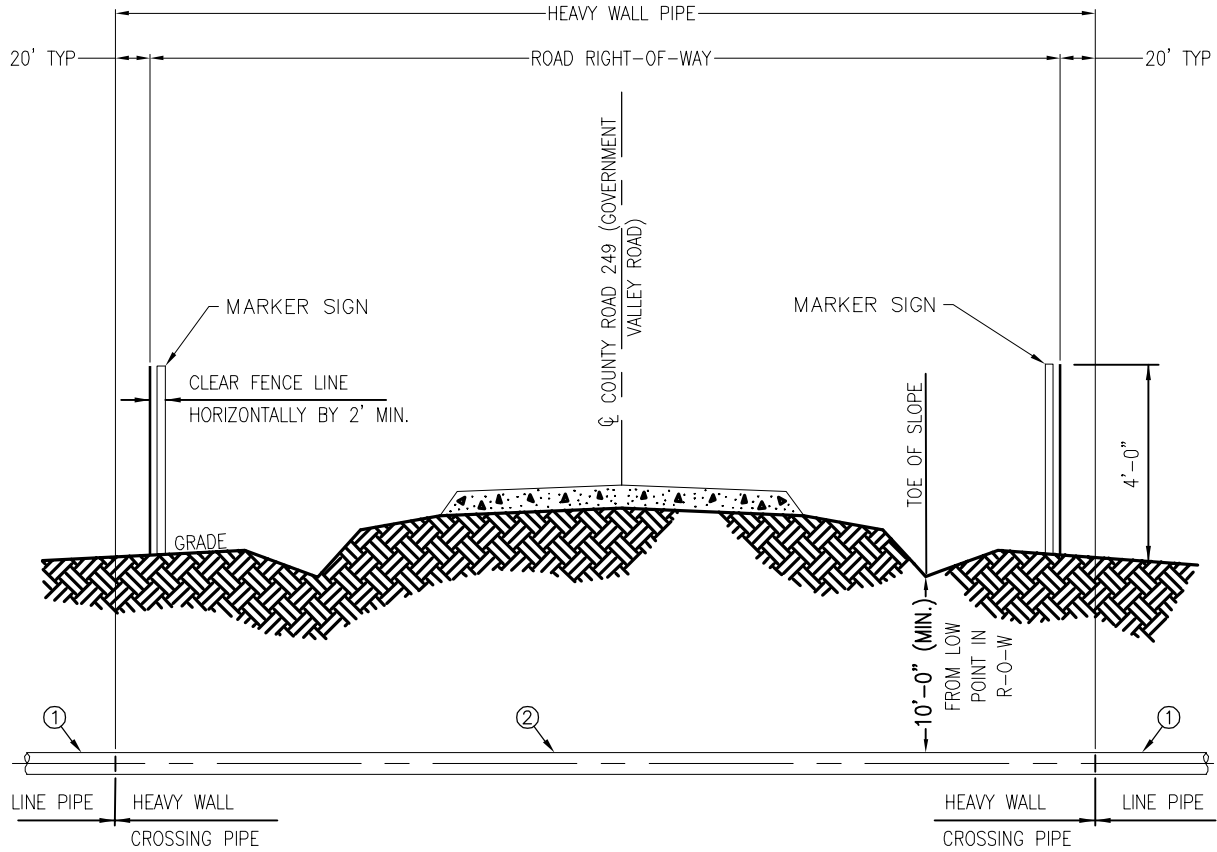 HEAVY WALL PIPE
20' TYP
ROAD RIGHT-OF-WAY
20' TYP
℄ COUNTY ROAD 249 (GOVERNMENT
VALLEY ROAD)
MARKER SIGN
MARKER SIGN
CLEAR FENCE LINE
HORIZONTALLY BY 2' MIN.
TOE OF SLOPE
4'-0"
GRADE
10'-0" (MIN.)
FROM LOW
POINT IN
R-O-W
1
2
1
LINE PIPE
HEAVY WALL
CROSSING PIPE
HEAVY WALL
CROSSING PIPE
LINE PIPE